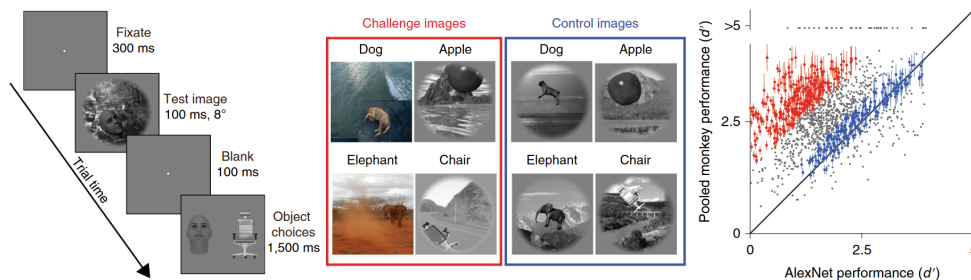 Fixate
300 ms
Test image
100 ms, 8°
Blank
100 ms
Object
choices
1,500 ms
Trial time
Challenge images
Dog Apple
Elephant Chair
Control images
Dog Apple
Elephant Chair
Pooled monkey performance (d′)
>5
2.5
0
0 2.5
AlexNet performance (d′)